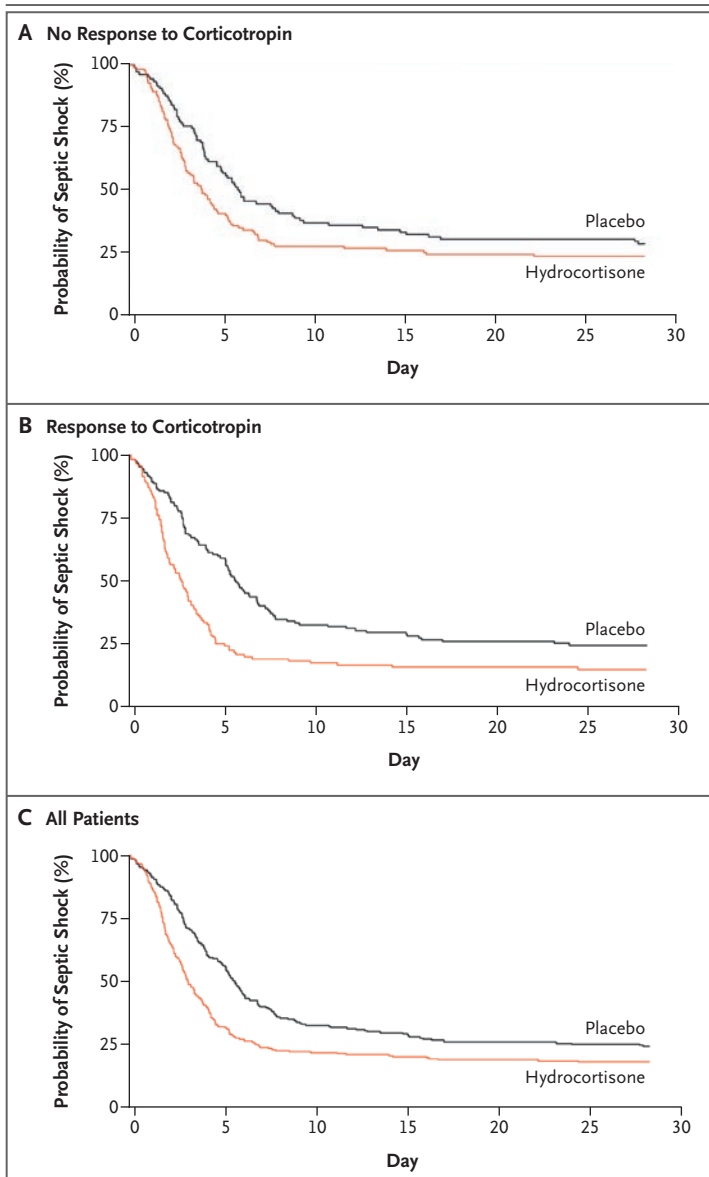 A No Response to Corticotropin
Probability of Septic Shock (%)
100
75
50
25
0
Placebo
Hydrocortisone
0 5 10 15 20 25 30
Day
B Response to Corticotropin
Probability of Septic Shock (%)
100
75
50
25
0
Placebo
Hydrocortisone
0 5 10 15 20 25 30
Day
C All Patients
Probability of Septic Shock (%)
100
75
50
25
0
Placebo
Hydrocortisone
0 5 10 15 20 25 30
Day